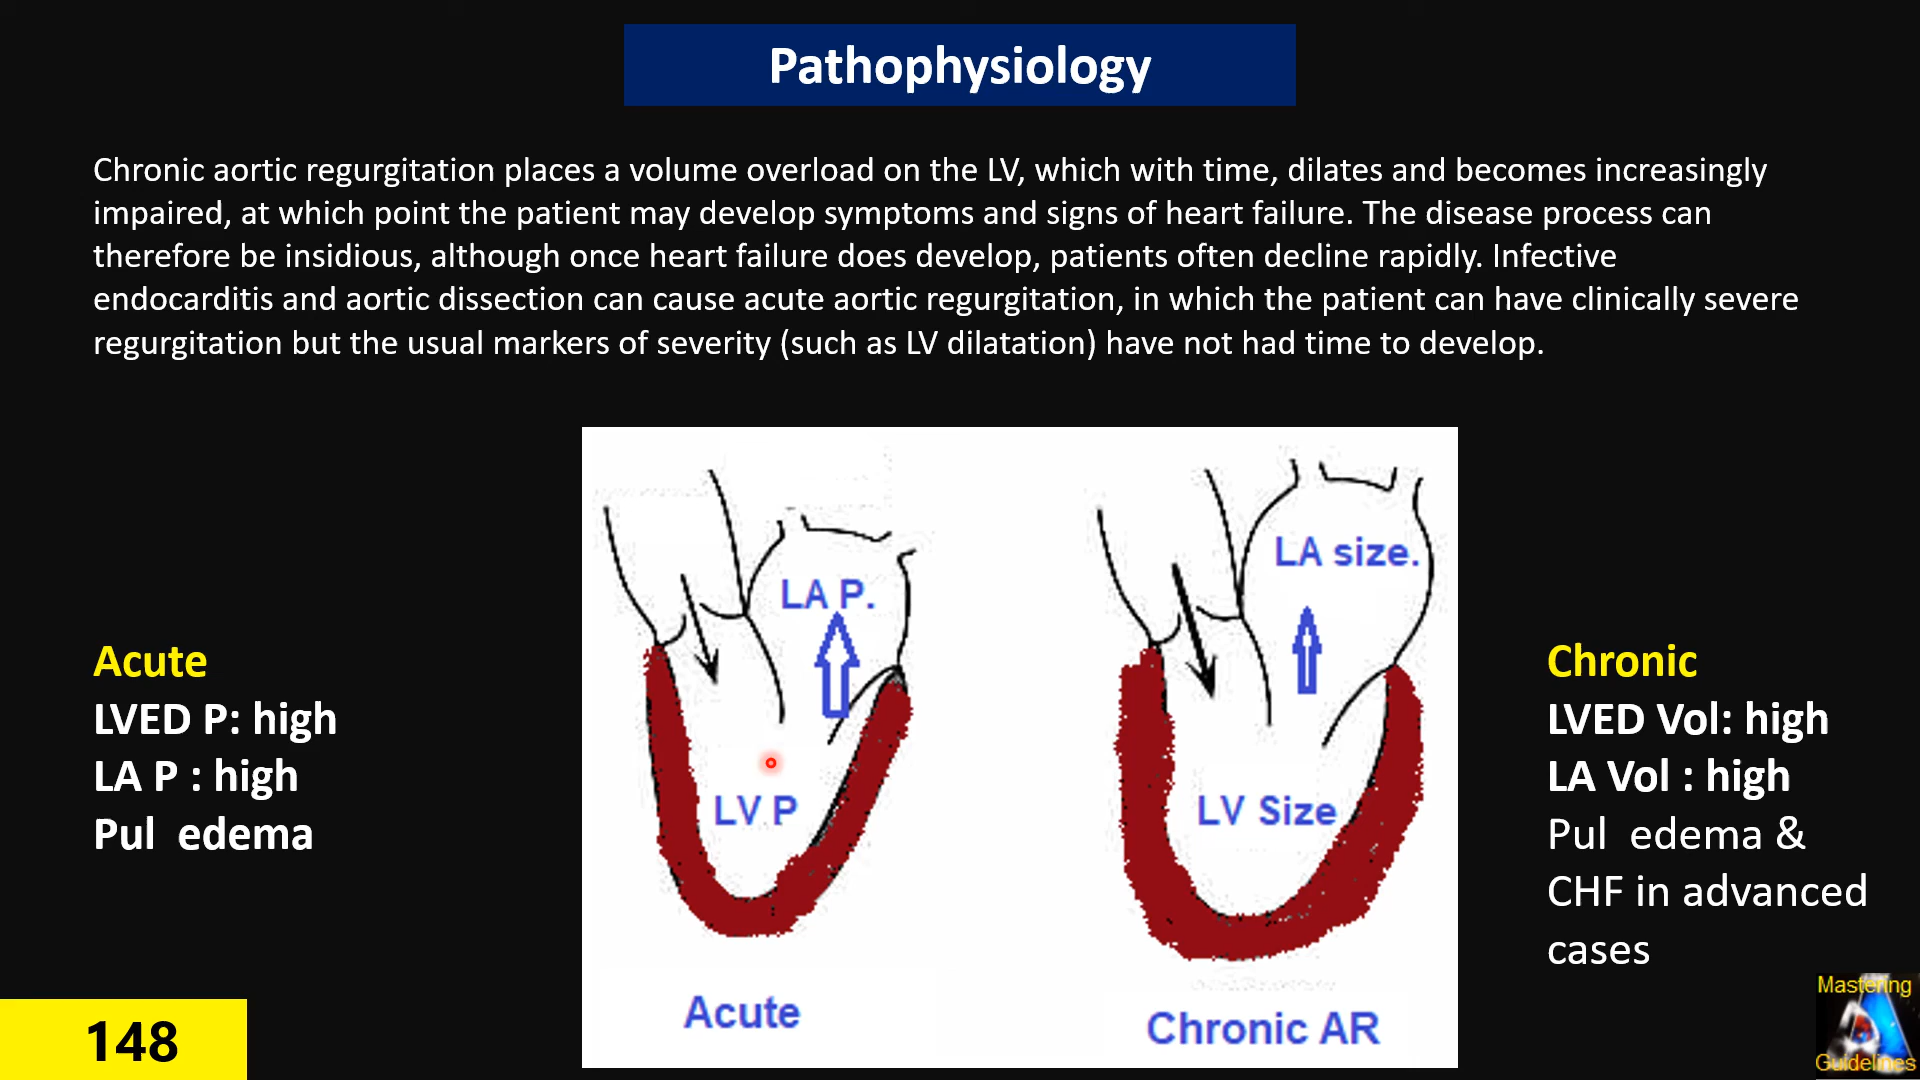 Pathophysiology
Chronic aortic regurgitation places a volume overload on the LV, which with time, dilates and becomes increasingly
impaired, at which point the patient may develop symptoms and signs of heart failure. The disease process can
therefore be insidious, although once heart failure does develop, patients often decline rapidly. Infective
endocarditis and aortic dissection can cause acute aortic regurgitation, in which the patient can have clinically severe
regurgitation but the usual markers of severity (such as LV dilatation) have not had time to develop.
Acute
LVED P: high
LA P : high
Pul  edema
LA P.
LV P
Acute
LA size.
LV Size
Chronic AR
Chronic
LVED Vol: high
LA Vol : high
Pul  edema &
CHF in advanced
cases
148
Mastering
Guidelines